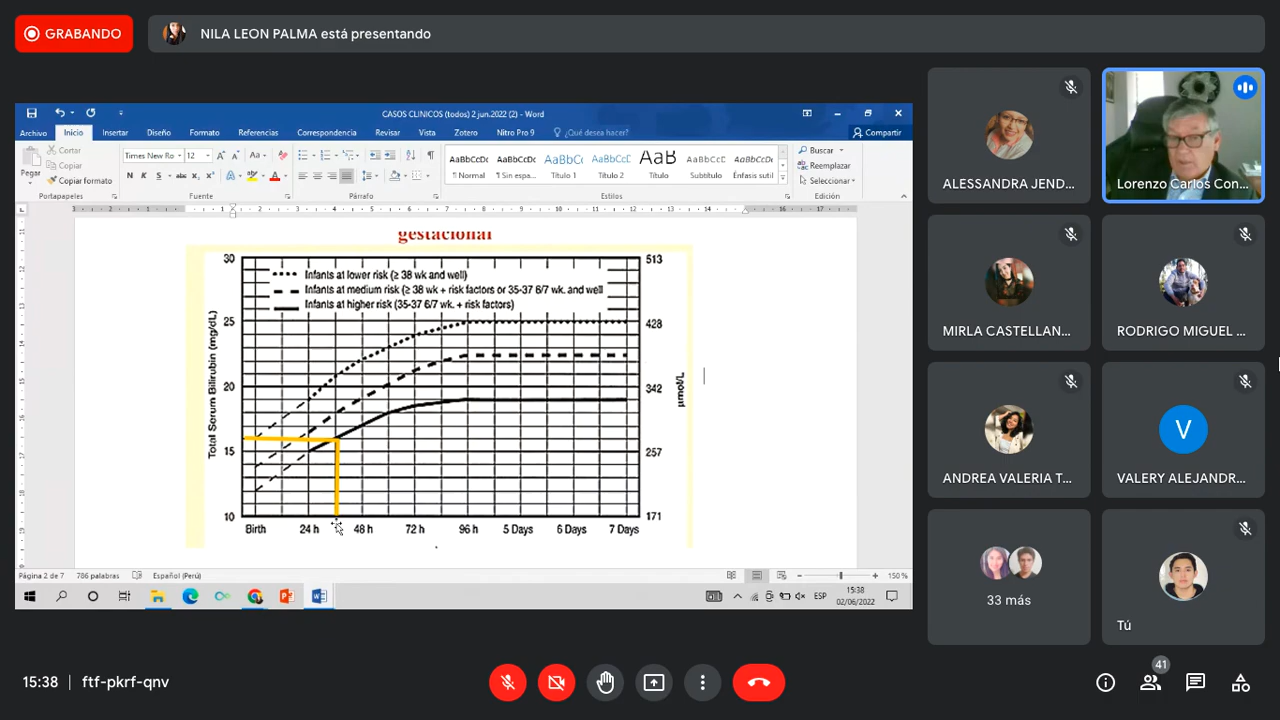 GRABANDO
NILA LEON PALMA está presentando
CASOS CLINICOS (todos) 2 jun.2022 (2) - Word
Archivo Inicio Insertar Diseño Formato Referencias Correspondencia Revisar Vista Zotero Nitro Pro 9 ¿Qué desea hacer? Compartir
Pegar
Cortar
Copiar
Copiar formato
Portapapeles
Times New Ro 12
N K S
Fuente
Párrafo
AaBbCcDc AaBbCcDc AaBbCc AaBbCcC AaB AaBbCcC AaBbCcDc
¶ Normal ¶ Sin espa... Título 1 Título 2 Título Subtítulo Énfasis sutil
Estilos
Buscar
Reemplazar
Seleccionar
Edición
gestacional
Infants at lower risk (≥ 38 wk and well)
Infants at medium risk (≥ 38 wk + risk factors or 35-37 6/7 wk. and well
Infants at higher risk (35-37 6/7 wk. + risk factors)
Total Serum Bilirubin (mg/dL)
30
25
20
15
10
513
428
342
257
171
µmol/L
Birth 24 h 48 h 72 h 96 h 5 Days 6 Days 7 Days
Página 2 de 7 786 palabras Español (Perú) 150 %
ESP
15:38
02/06/2022
ALESSANDRA JEND...
Lorenzo Carlos Con...
MIRLA CASTELLAN...
RODRIGO MIGUEL ...
ANDREA VALERIA T...
V
VALERY ALEJANDR...
33 más
Tú
15:38 | ftf-pkrf-qnv
41